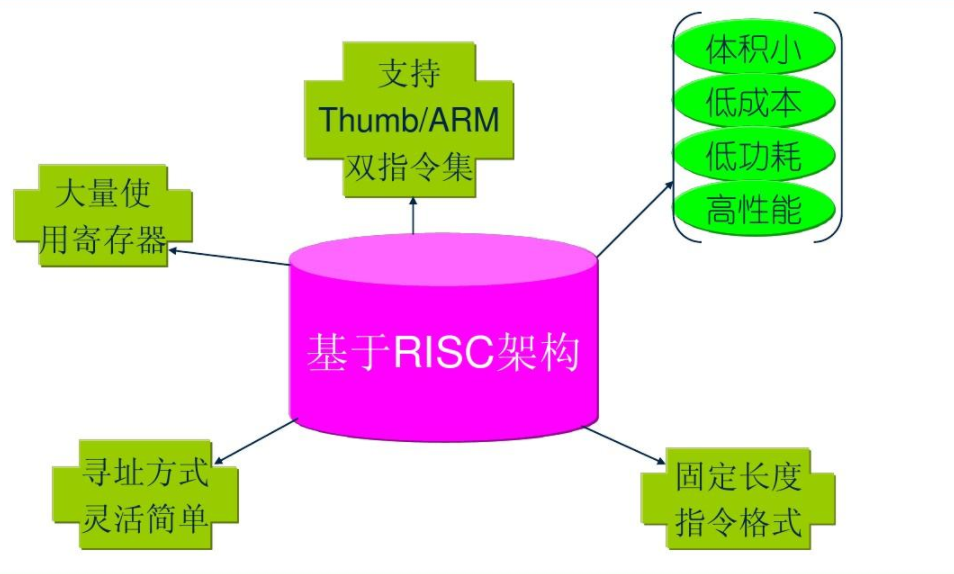 体积小
低成本
低功耗
高性能
支持
Thumb/ARM
双指令集
大量使
用寄存器
基于RISC架构
寻址方式
灵活简单
固定长度
指令格式